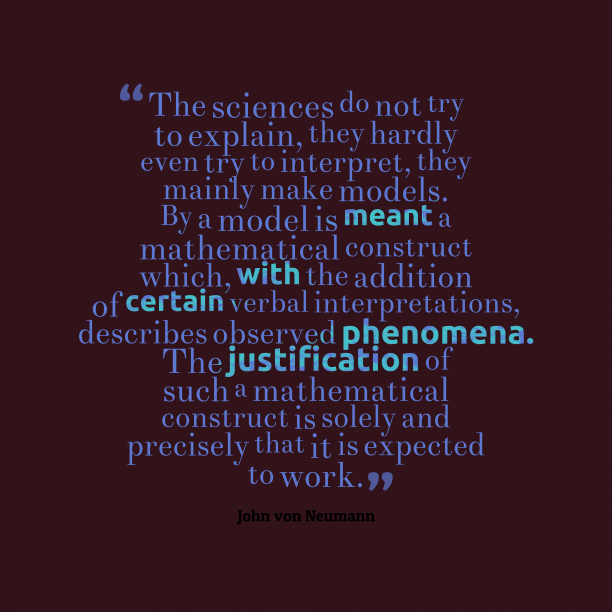 “The sciences do not try
to explain, they hardly
even try to interpret, they
mainly make models.
By a model is meant a
mathematical construct
which, with the addition
of certain verbal interpretations,
describes observed phenomena.
The justification of
such a mathematical
construct is solely and
precisely that it is expected
to work.”
John von Neumann